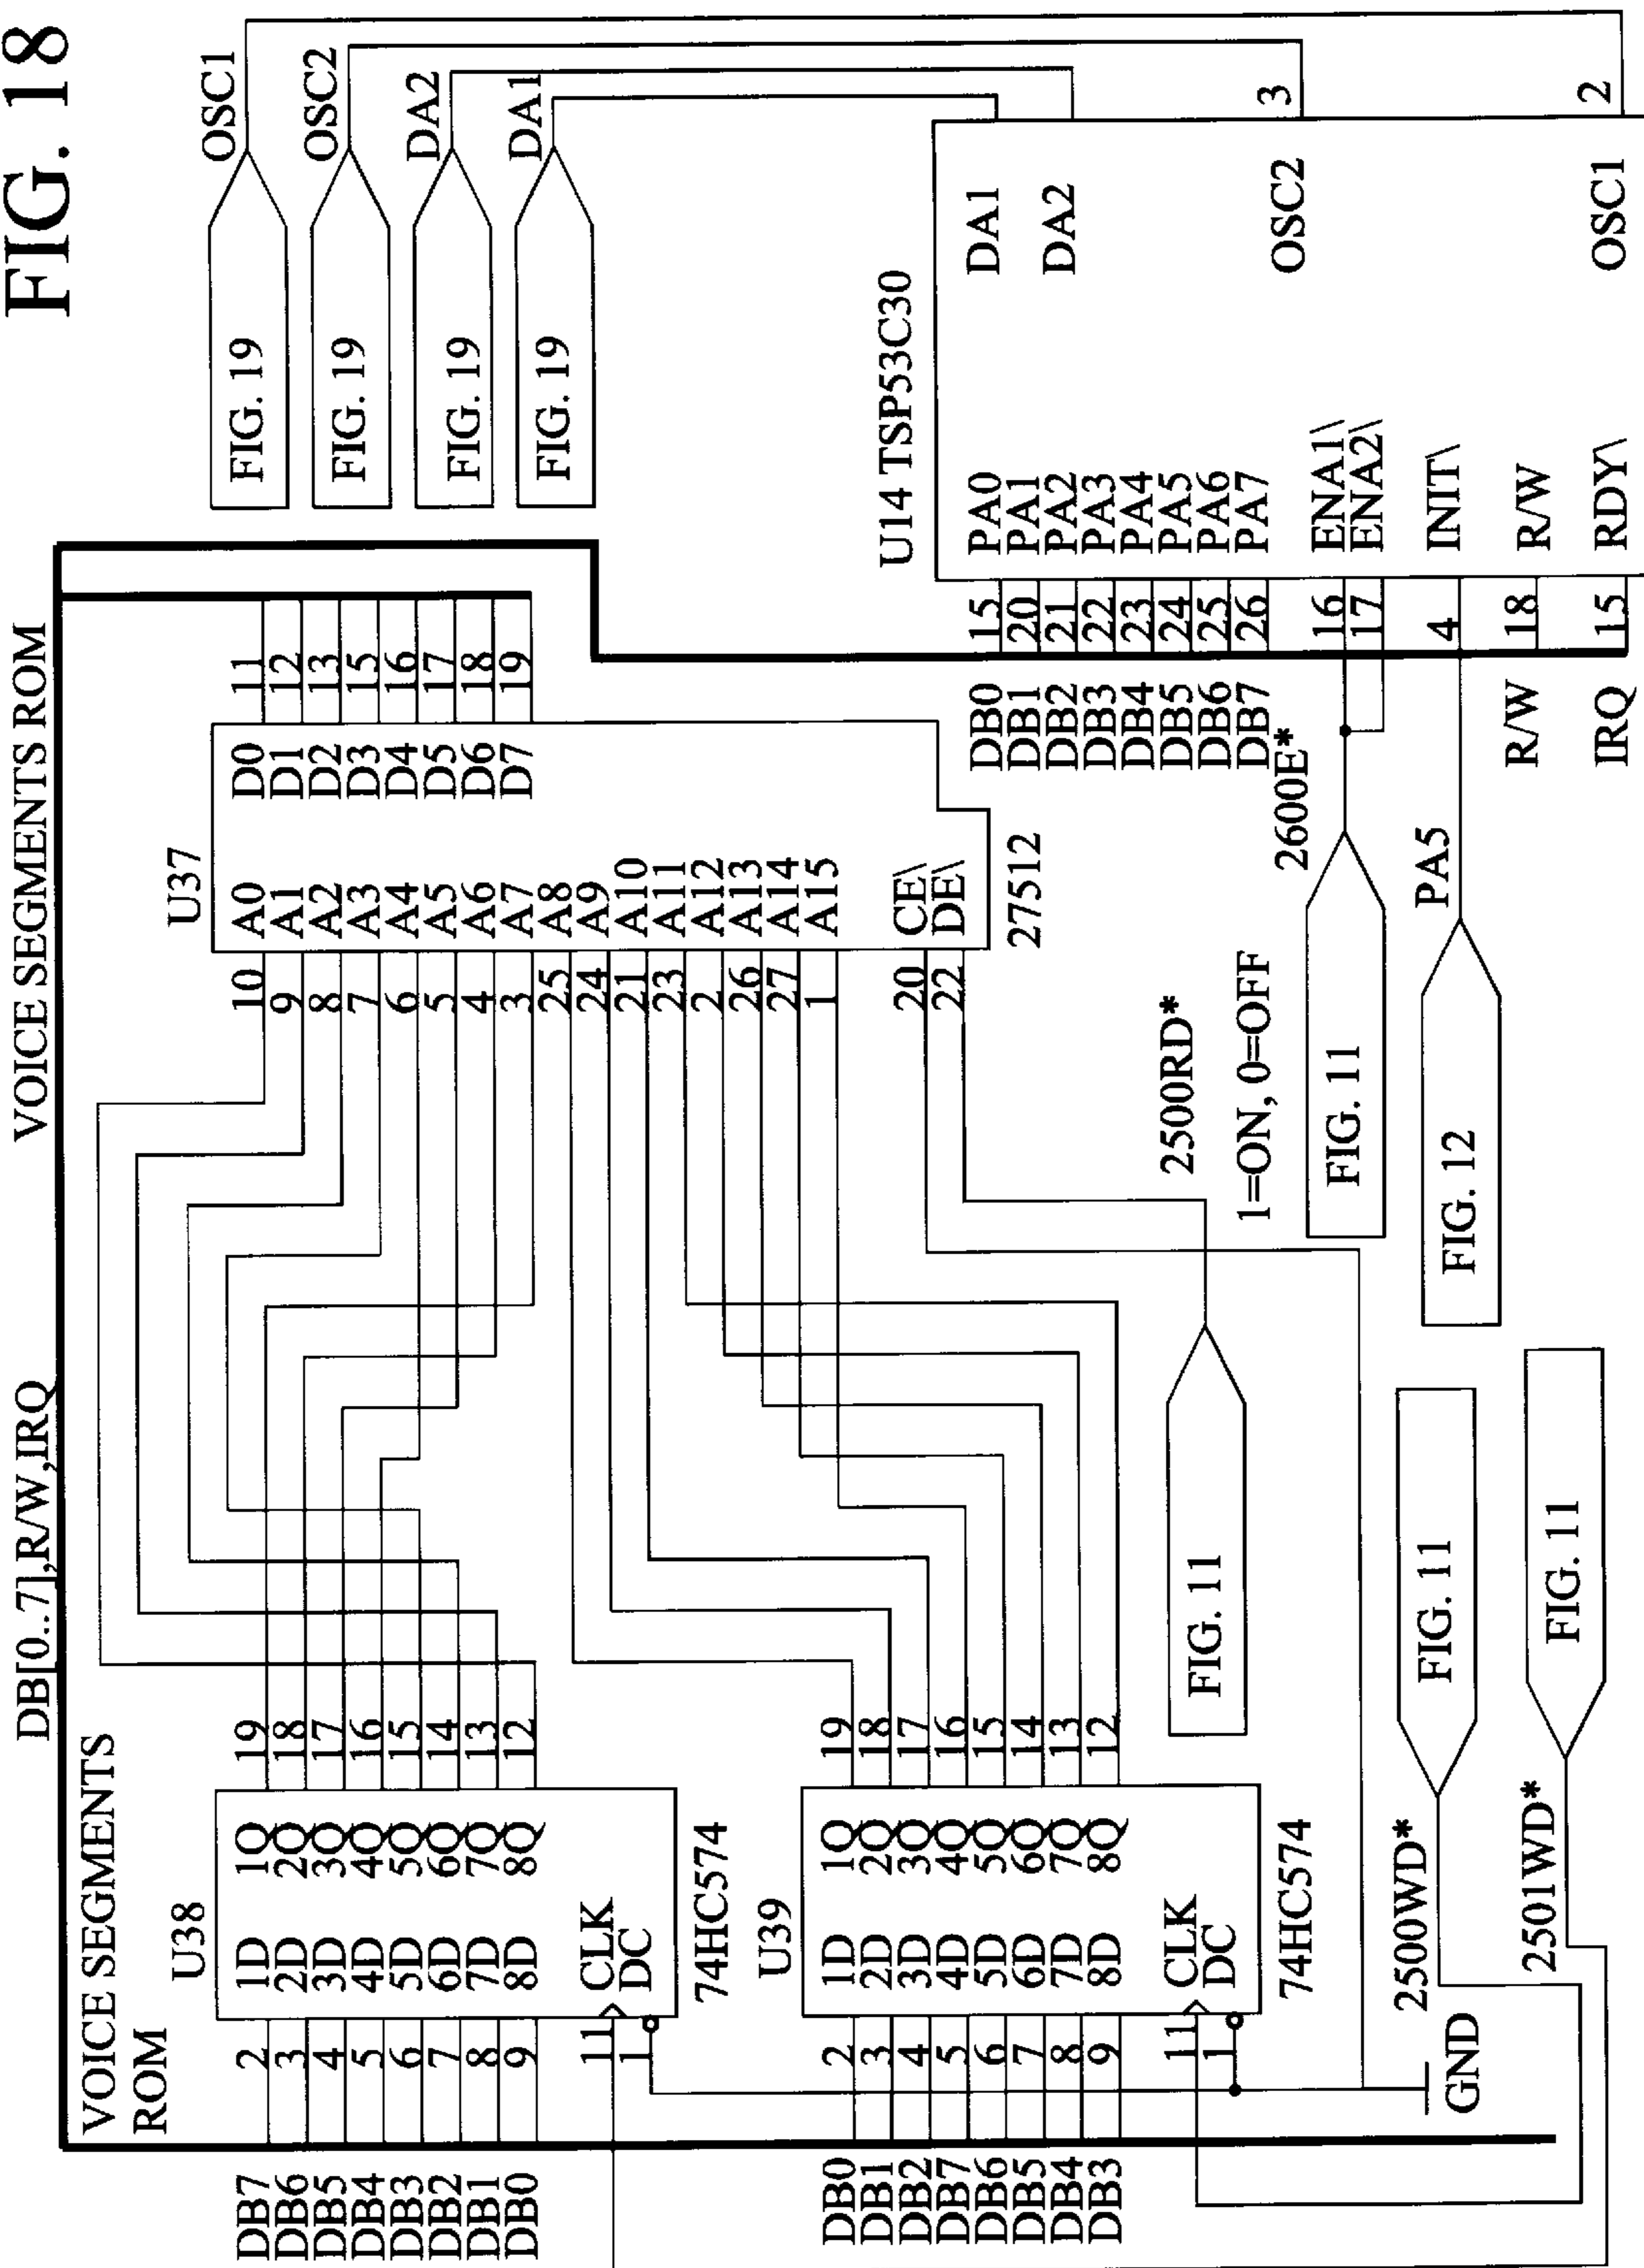 FIG. 18
DB[0..7],R/W,IRQ
VOICE SEGMENTS ROM
VOICE SEGMENTS
ROM
U38
DB7 2 1D 1Q 19
DB6 3 2D 2Q 18
DB5 4 3D 3Q 17
DB4 5 4D 4Q 16
DB3 6 5D 5Q 15
DB2 7 6D 6Q 14
DB1 8 7D 7Q 13
DB0 9 8D 8Q 12
11 CLK
1 DC
74HC574
U39
DB0 2 1D 1Q 19
DB1 3 2D 2Q 18
DB2 4 3D 3Q 17
DB7 5 4D 4Q 16
DB6 6 5D 5Q 15
DB5 7 6D 6Q 14
DB4 8 7D 7Q 13
DB3 9 8D 8Q 12
11 CLK
1 DC
74HC574
GND
2500WD*
FIG. 11
2501WD*
FIG. 11
U37
10 A0 D0 11
9 A1 D1 12
8 A2 D2 13
7 A3 D3 15
6 A4 D4 16
5 A5 D5 17
4 A6 D6 18
3 A7 D7 19
25 A8
24 A9
21 A10
23 A11
2 A12
26 A13
27 A14
1 A15
20 CE\
22 DE\
27512
FIG. 11
2500RD*
1=ON, 0=OFF
FIG. 11
2600E*
FIG. 12
PA5
FIG. 19 OSC1
FIG. 19 OSC2
FIG. 19 DA2
FIG. 19 DA1
U14 TSP53C30
DB0 15 PA0 DA1
DB1 20 PA1
DB2 21 PA2 DA2
DB3 22 PA3
DB4 23 PA4
DB5 24 PA5
DB6 25 PA6
DB7 26 PA7 OSC2 3
16 ENA1\
17 ENA2\
4 INIT\
R/W 18 R/W
IRQ 15 RDY\ OSC1 2